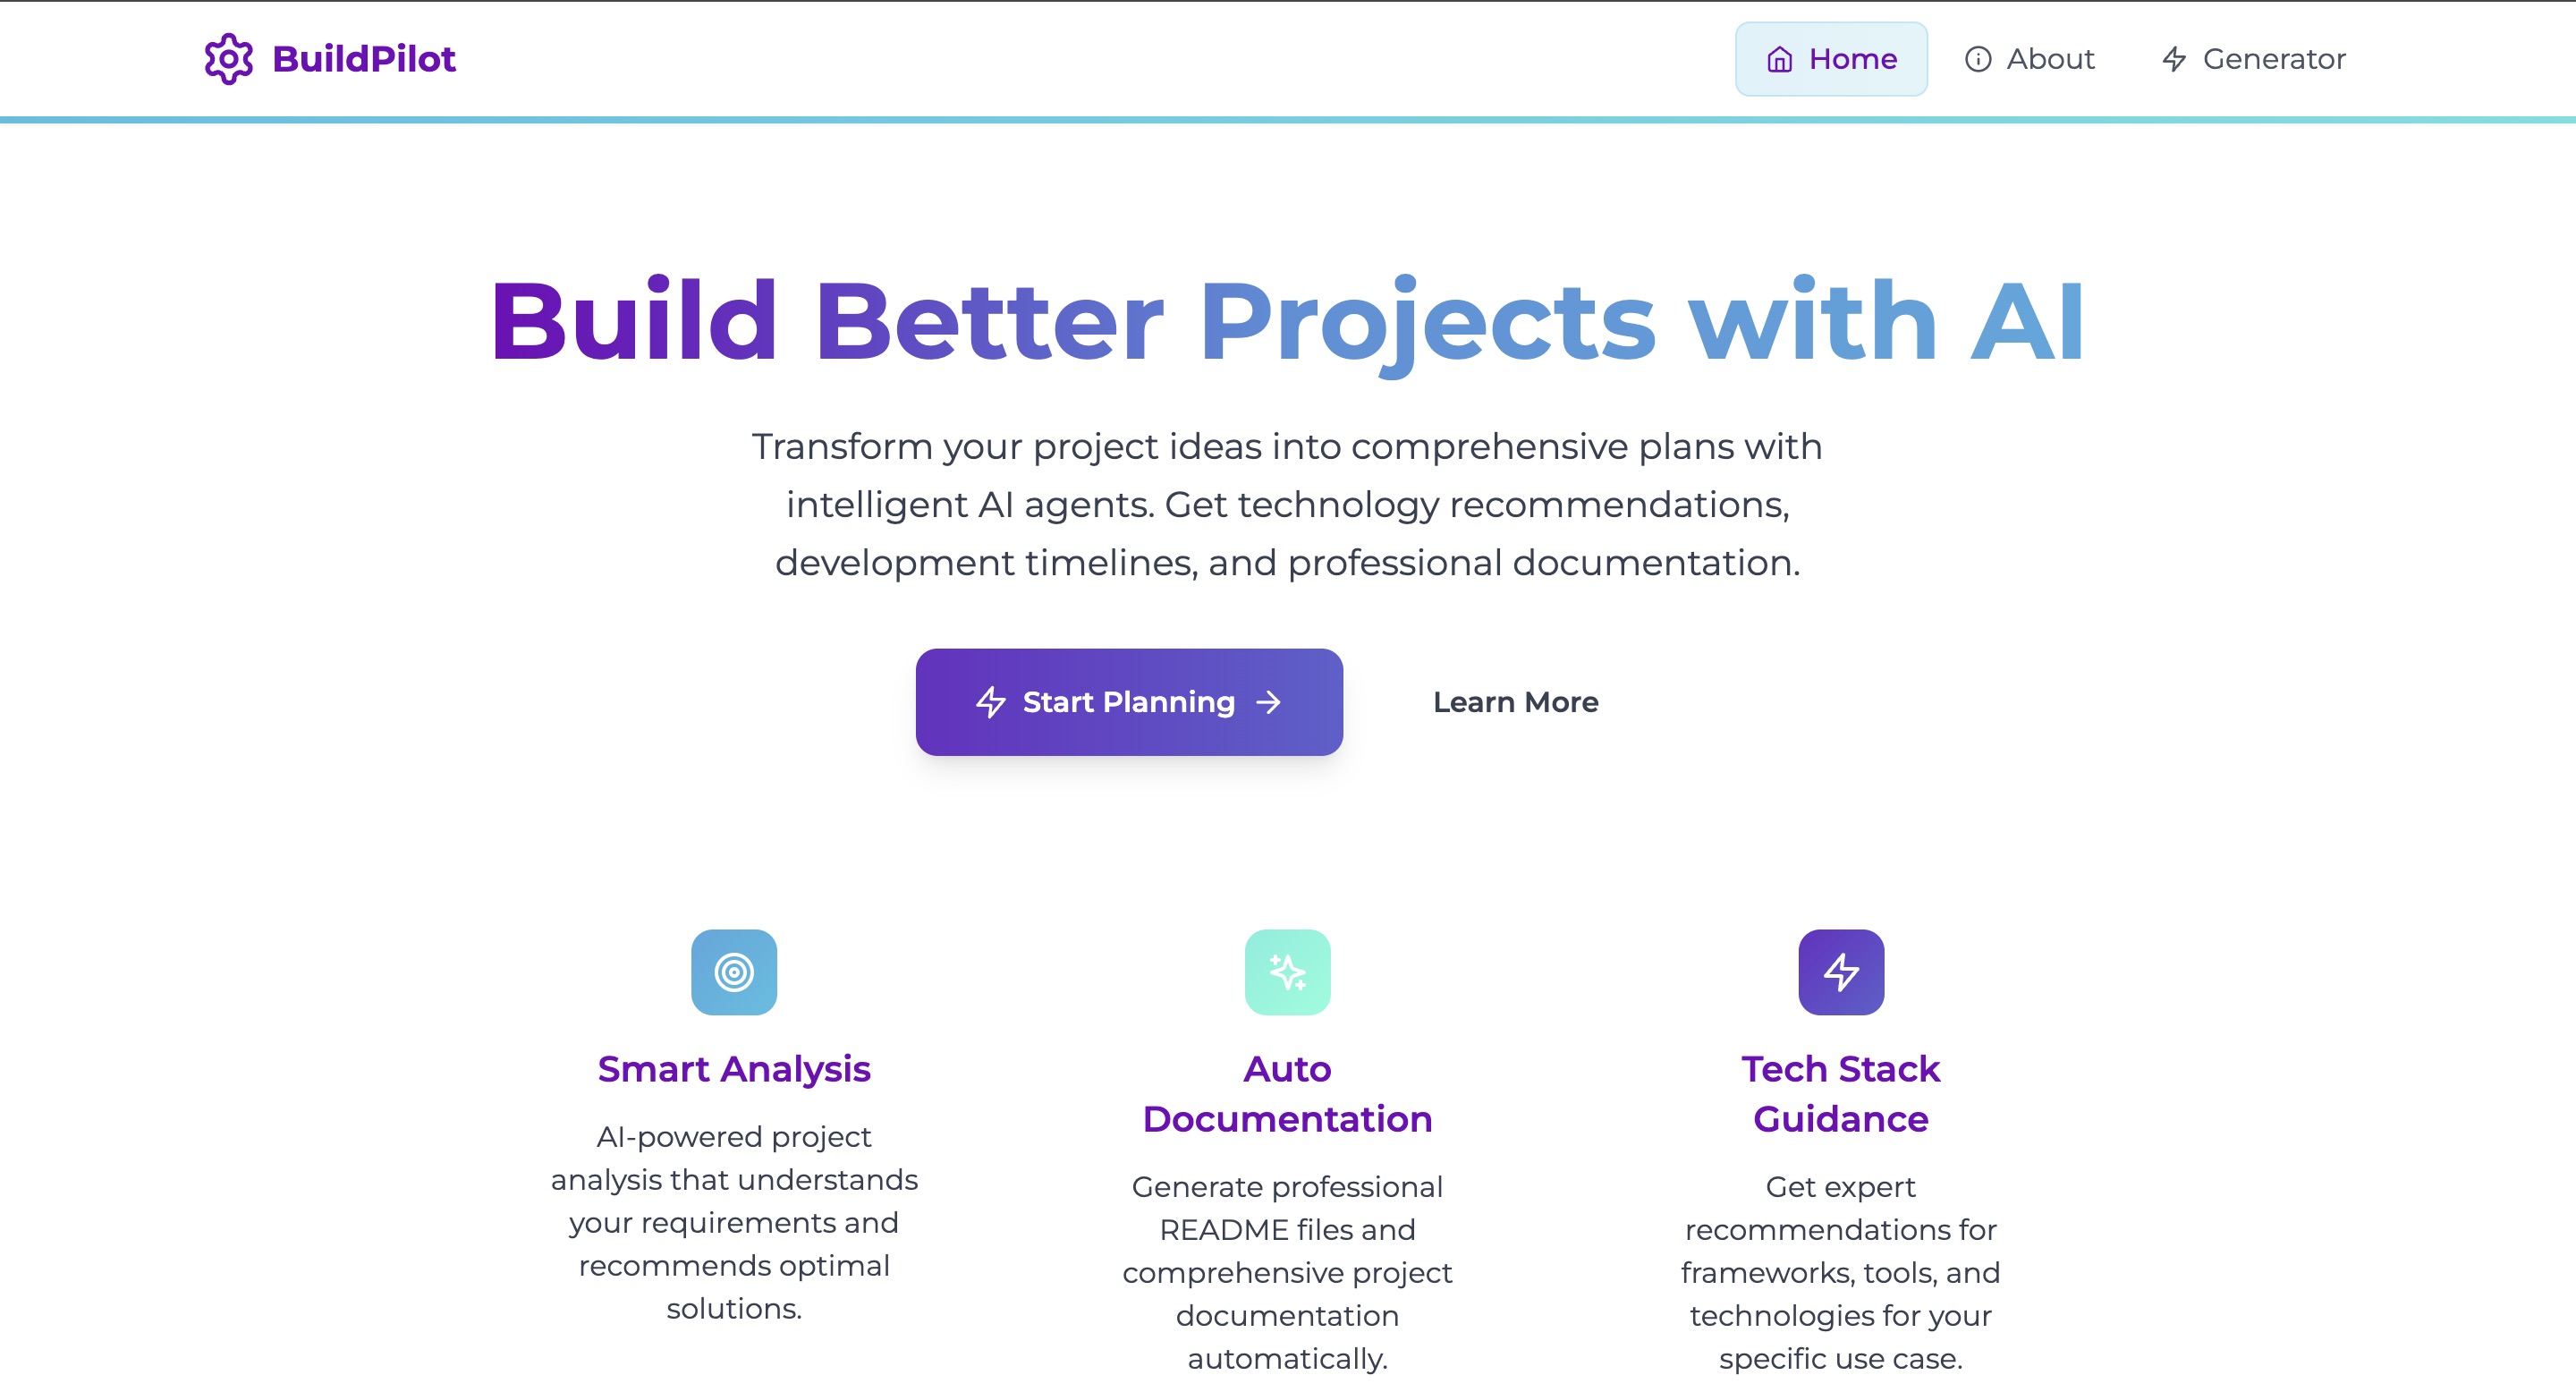 BuildPilot
Home
About
Generator
Build Better Projects with AI
Transform your project ideas into comprehensive plans with
intelligent AI agents. Get technology recommendations,
development timelines, and professional documentation.
Start Planning
Learn More
Smart Analysis
AI-powered project
analysis that understands
your requirements and
recommends optimal
solutions.
Auto
Documentation
Generate professional
README files and
comprehensive project
documentation
automatically.
Tech Stack
Guidance
Get expert
recommendations for
frameworks, tools, and
technologies for your
specific use case.